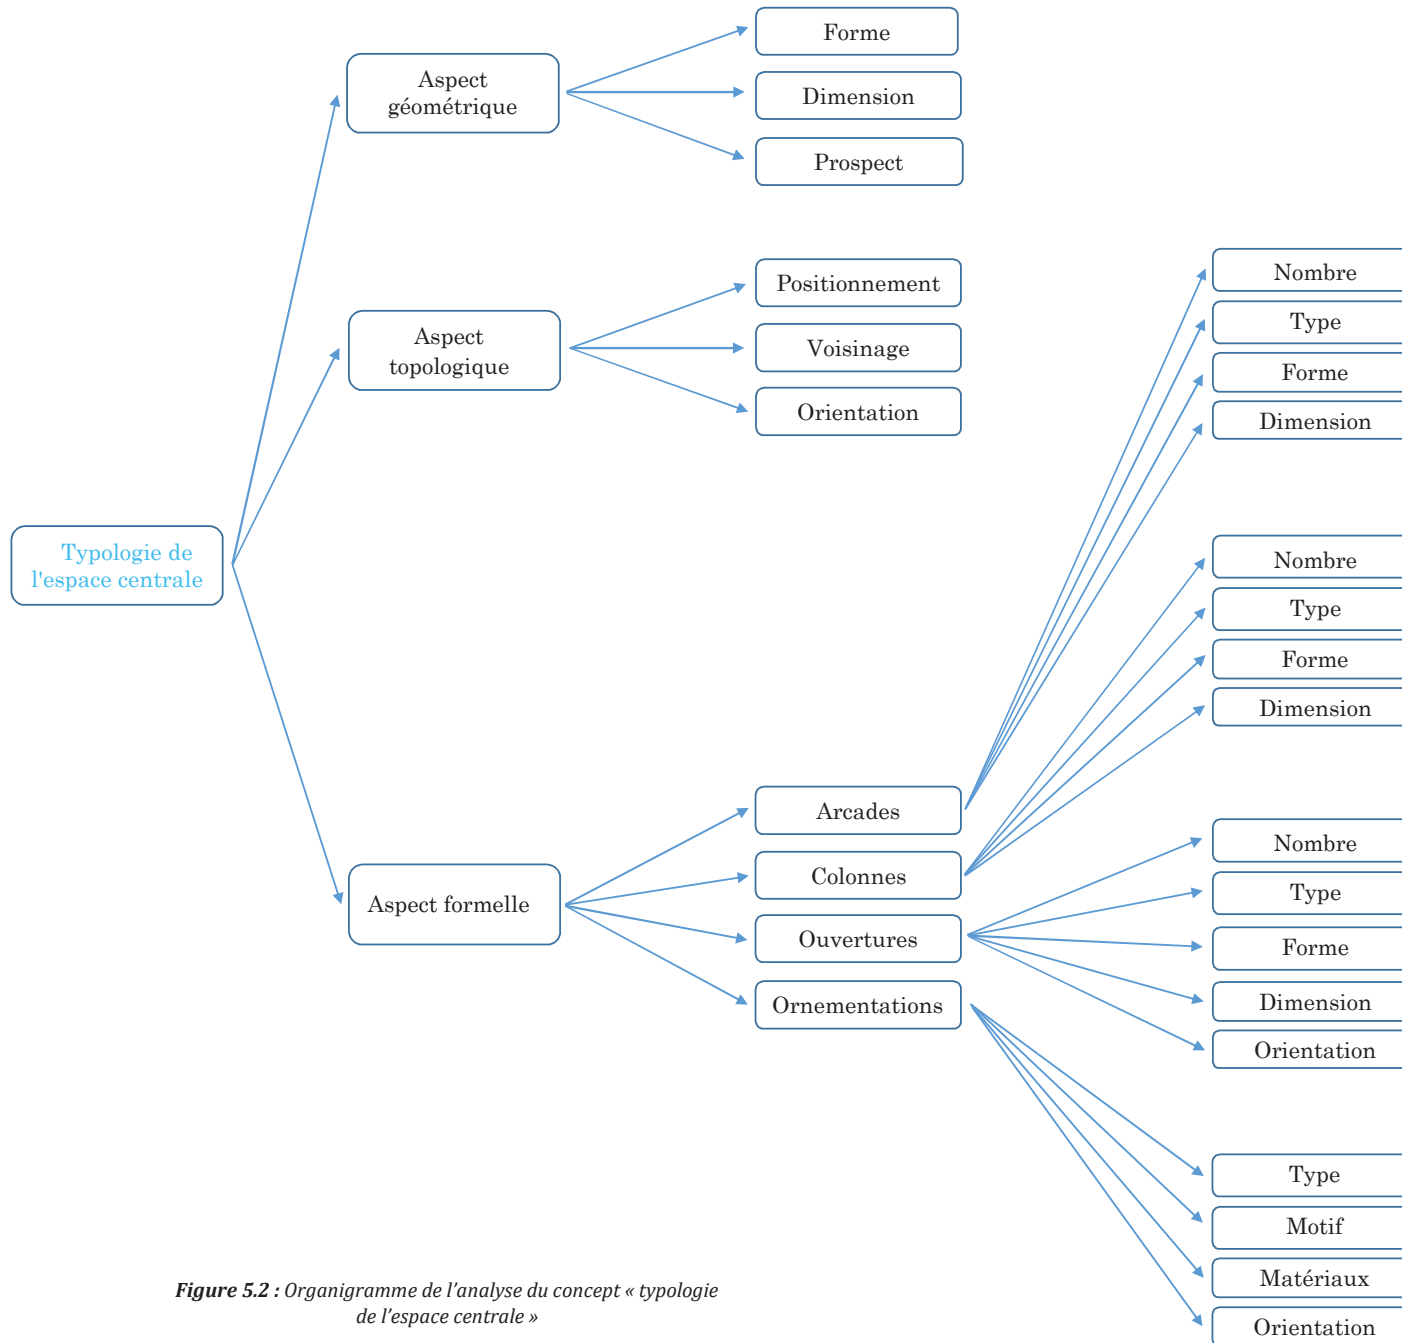 Typologie de
l'espace centrale
Aspect
géométrique
Forme
Dimension
Prospect
Aspect
topologique
Positionnement
Voisinage
Orientation
Aspect formelle
Arcades
Nombre
Type
Forme
Dimension
Colonnes
Nombre
Type
Forme
Dimension
Ouvertures
Nombre
Type
Forme
Dimension
Orientation
Ornementations
Type
Motif
Matériaux
Orientation
Figure 5.2 : Organigramme de l’analyse du concept « typologie
de l’espace centrale »